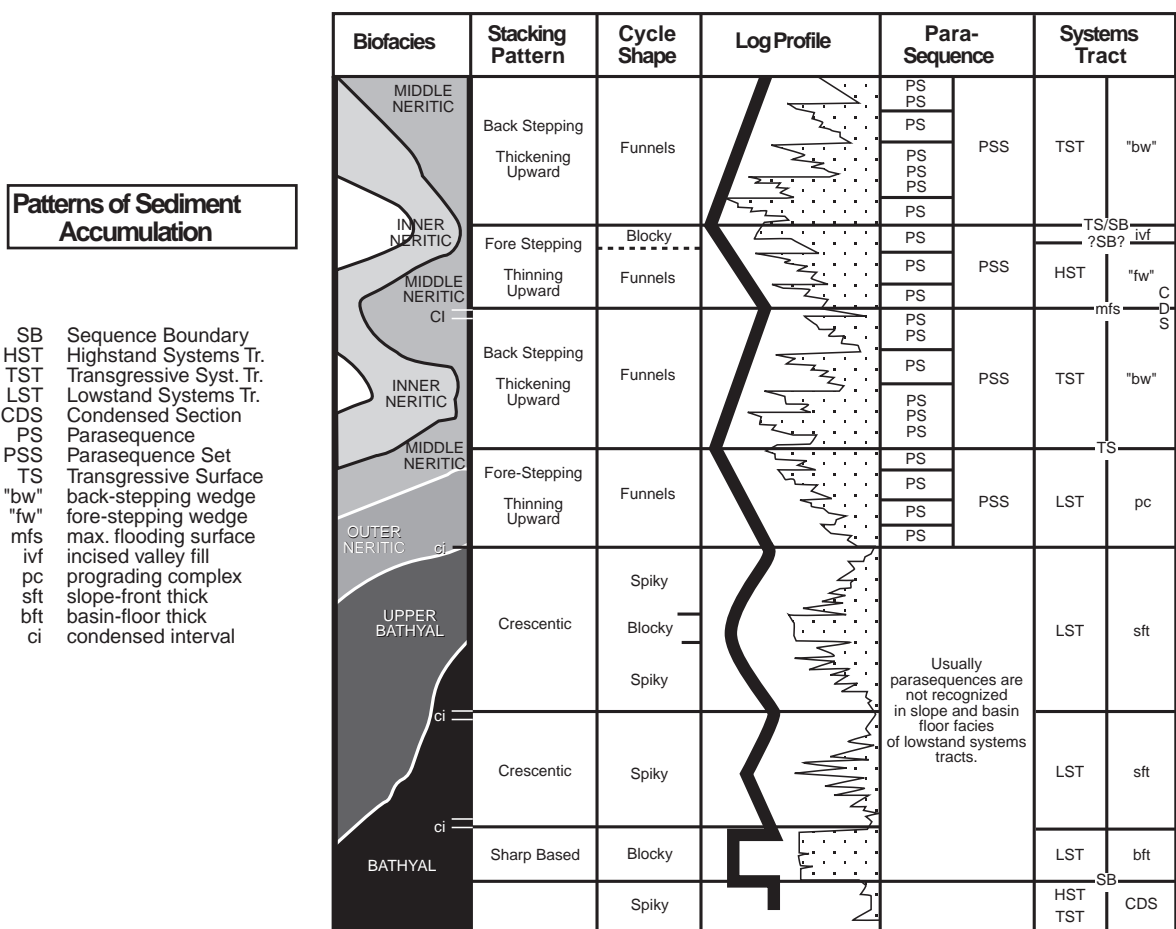 Patterns of Sediment
Accumulation
SB Sequence Boundary
HST Highstand Systems Tr.
TST Transgressive Syst. Tr.
LST Lowstand Systems Tr.
CDS Condensed Section
PS Parasequence
PSS Parasequence Set
TS Transgressive Surface
"bw" back-stepping wedge
"fw" fore-stepping wedge
mfs max. flooding surface
ivf incised valley fill
pc prograding complex
sft slope-front thick
bft basin-floor thick
ci condensed interval
Biofacies
Stacking
Pattern
Cycle
Shape
Log Profile
Para-
Sequence
Systems
Tract
MIDDLE
NERITIC
Back Stepping
Thickening
Upward
Funnels
PS
PS
PS
PS
PS
PS
PS
PSS
TST
"bw"
INNER
NERITIC
TS/SB
?SB?
ivf
Fore Stepping
Thinning
Upward
Blocky
Funnels
PS
PS
PS
PSS
HST
"fw"
MIDDLE
NERITIC
CI
mfs
C
D
S
Back Stepping
Thickening
Upward
Funnels
PS
PS
PS
PS
PS
PS
PSS
TST
"bw"
INNER
NERITIC
MIDDLE
NERITIC
TS
Fore-Stepping
Thinning
Upward
Funnels
PS
PS
PS
PS
PSS
LST
pc
OUTER
NERITIC
ci
UPPER
BATHYAL
Crescentic
Spiky
Blocky
Spiky
Usually
parasequences are
not recognized
in slope and basin
floor facies
of lowstand systems
tracts.
LST
sft
ci
Crescentic
Spiky
LST
sft
ci
BATHYAL
Sharp Based
Blocky
LST
bft
SB
Spiky
HST
TST
CDS